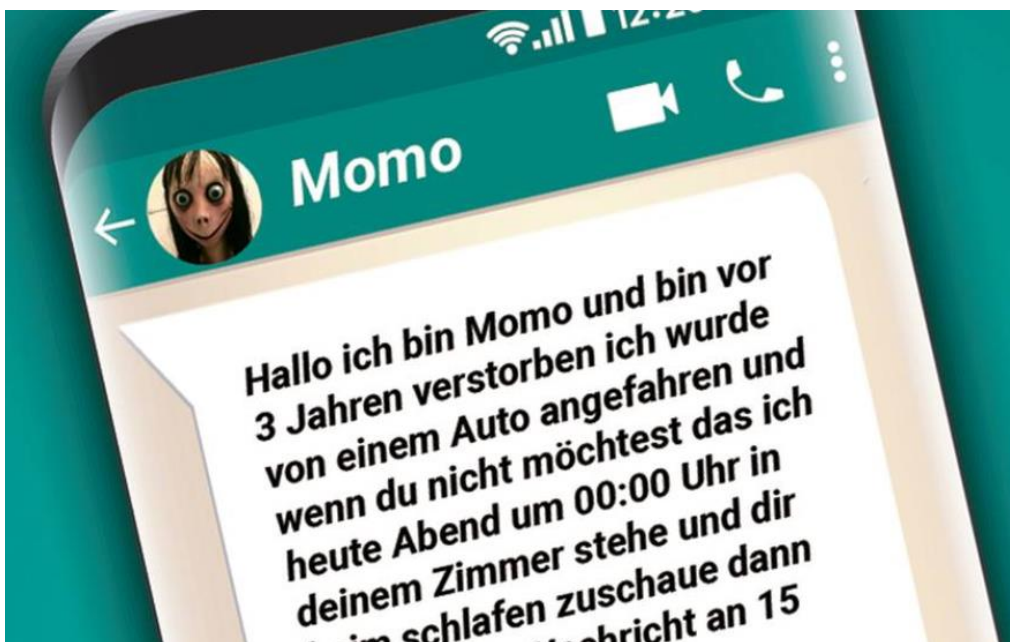 Momo
Hallo ich bin Momo und bin vor
3 Jahren verstorben ich wurde
von einem Auto angefahren und
wenn du nicht möchtest das ich
heute Abend um 00:00 Uhr in
deinem Zimmer stehe und dir
schlafen zuschaue dann
an 15